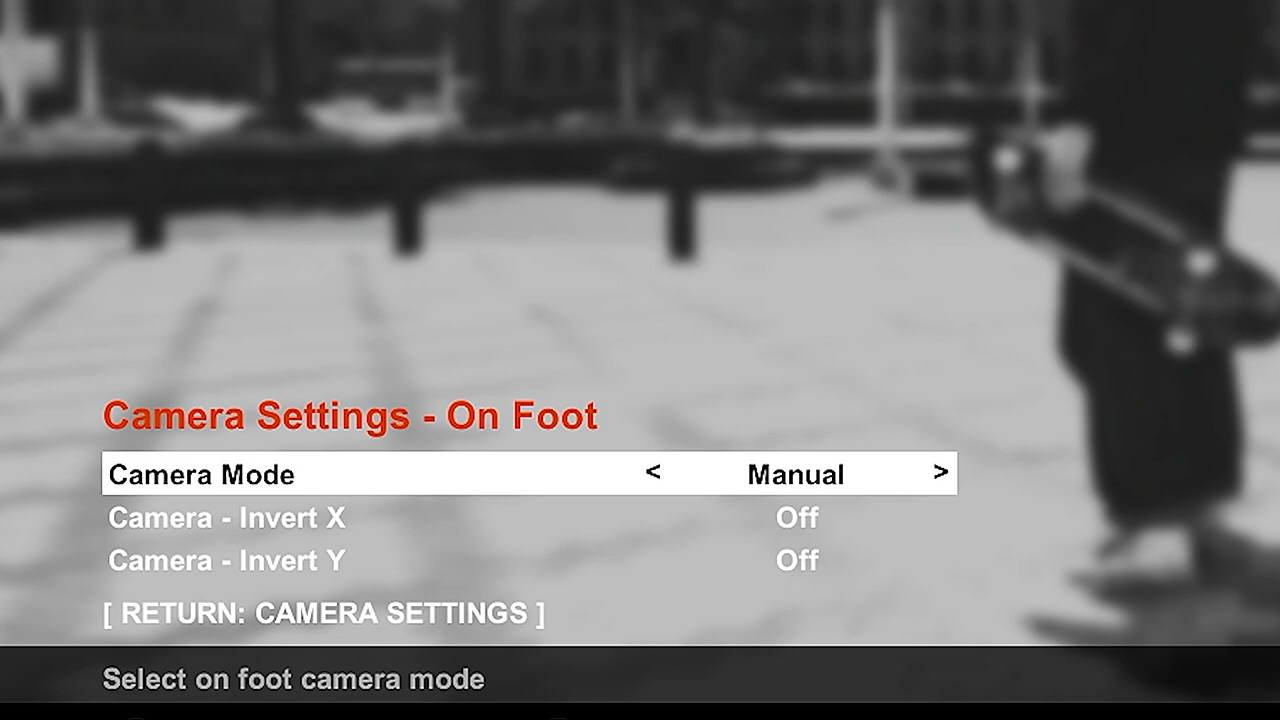 Camera Settings - On Foot
Camera Mode < Manual >
Camera - Invert X Off
Camera - Invert Y Off
[ RETURN: CAMERA SETTINGS ]
Select on foot camera mode